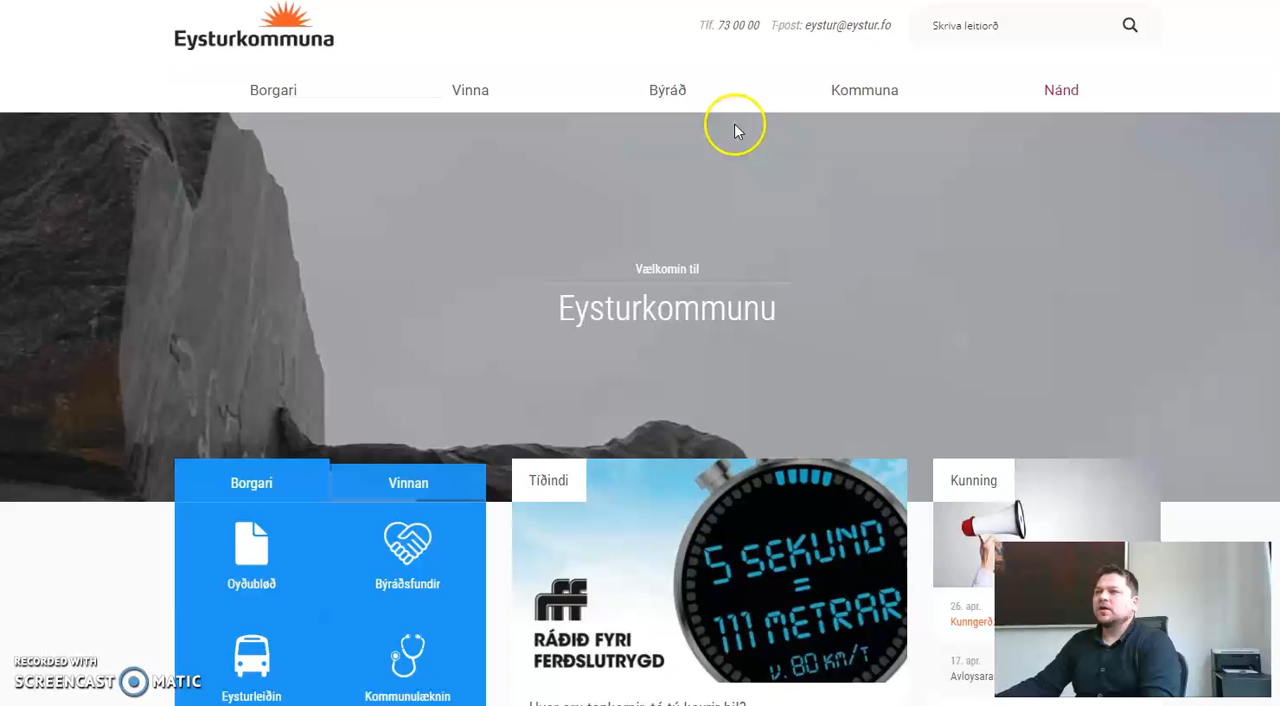 Eysturkommuna
Tlf. 73 00 00 T-post: eystur@eystur.fo
Skriva leitiorð
Borgari Vinna Býráð Kommuna Nánd
Vælkomin til
Eysturkommunu
Borgari Vinnan
Oyðubløð Býráðsfundir
Eysturleiðin Kommunulæknin
Tíðindi
5 SEKUND
=
111 METRAR
v. 80 KM/T
RÁÐIÐ FYRI
FERÐSLUTRYGD
Kunning
26. apr.
Kunngerð
17. apr.
Avloysara
RECORDED WITH
SCREENCAST MATIC